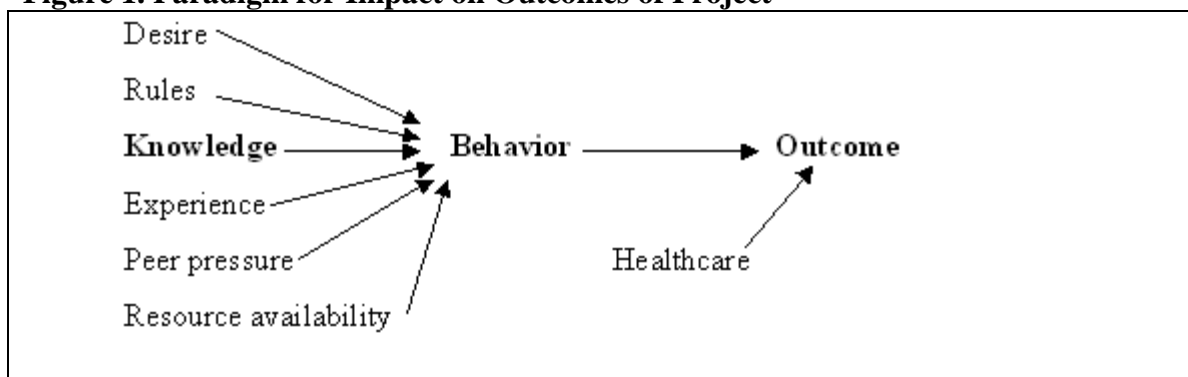 Figure 1. Paradigm for Impact on Outcomes of Project
Desire
Rules
Knowledge Behavior Outcome
Experience
Peer pressure Healthcare
Resource availability